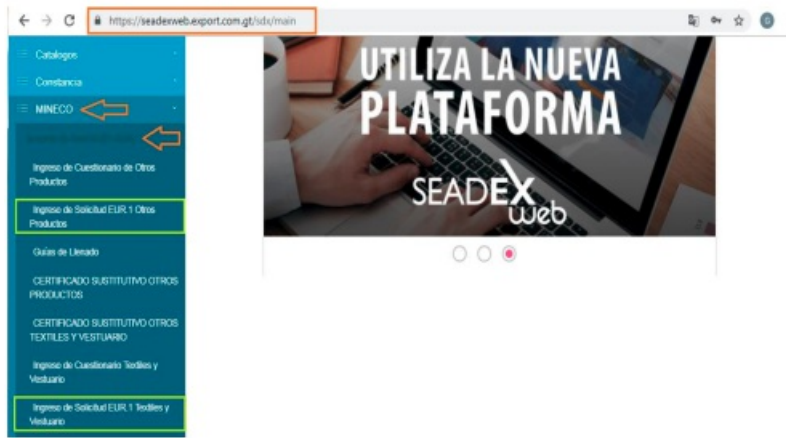 https://seadexweb.export.com.gt/sdx/main
G
Catalogos
Constancia
MINECO
Ingreso de Cuestionario de Otros
Productos
Ingreso de Solicitud EUR.1 Otros
Productos
Guías de Llenado
CERTIFICADO SUSTITUTIVO OTROS
PRODUCTOS
CERTIFICADO SUSTITUTIVO OTROS
TEXTILES Y VESTUARIO
Ingreso de Cuestionario Textiles y
Vestuario
Ingreso de Solicitud EUR.1 Textiles y
Vestuario
UTILIZA LA NUEVA
PLATAFORMA
SEADEX
web